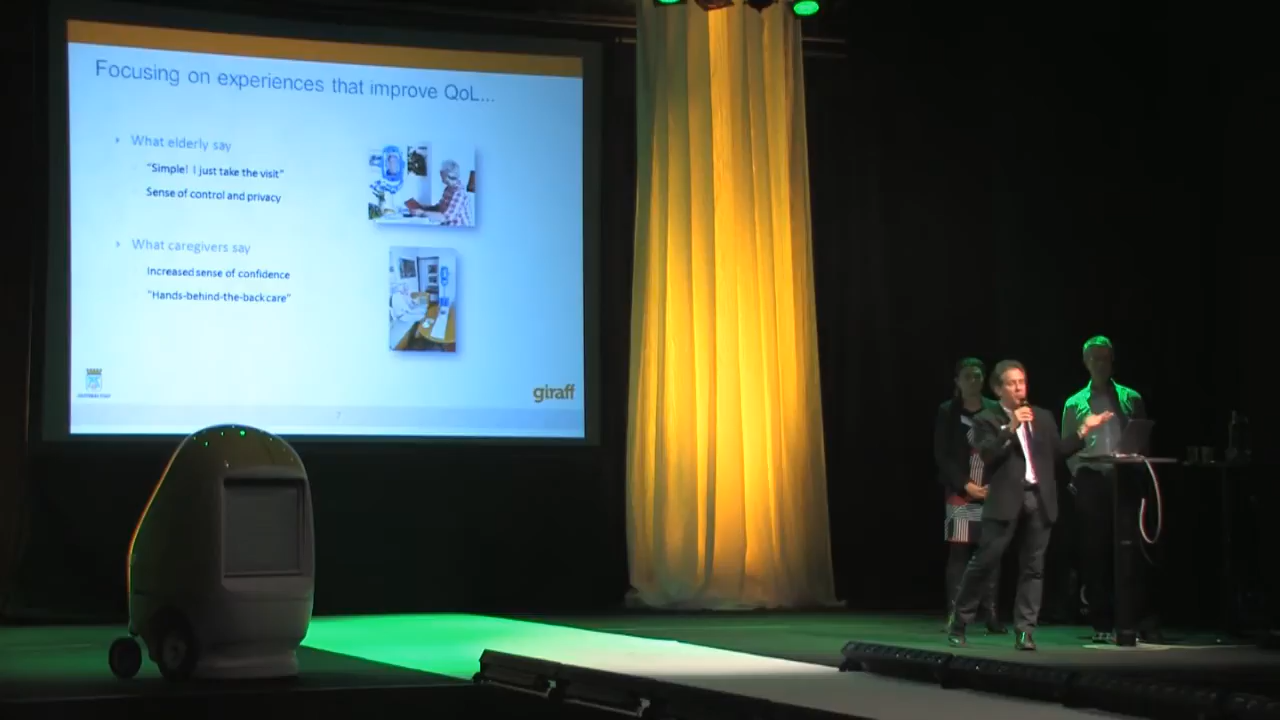 Focusing on experiences that improve QoL...
What elderly say
"Simple! I just take the visit"
Sense of control and privacy
What caregivers say
Increased sense of confidence
"Hands-behind-the-back care"
giraff
7